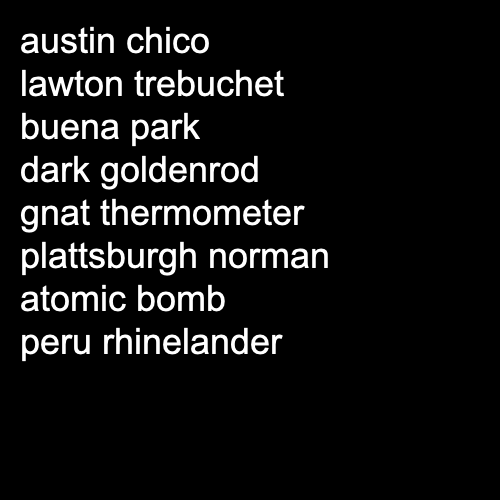 austin chico
lawton trebuchet
buena park
dark goldenrod
gnat thermometer
plattsburgh norman
atomic bomb
peru rhinelander